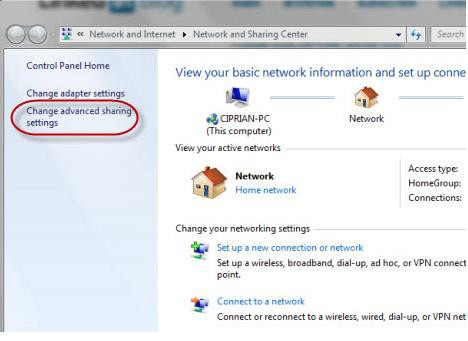 Blog
« Network and Internet ▸ Network and Sharing Center
Search
Control Panel Home
Change adapter settings
Change advanced sharing
settings
View your basic network information and set up conne
CIPRIAN-PC
(This computer)
Network
View your active networks
Network
Home network
Access type:
HomeGroup:
Connections:
Change your networking settings
Set up a new connection or network
Set up a wireless, broadband, dial-up, ad hoc, or VPN connect
point.
Connect to a network
Connect or reconnect to a wireless, wired, dial-up, or VPN net